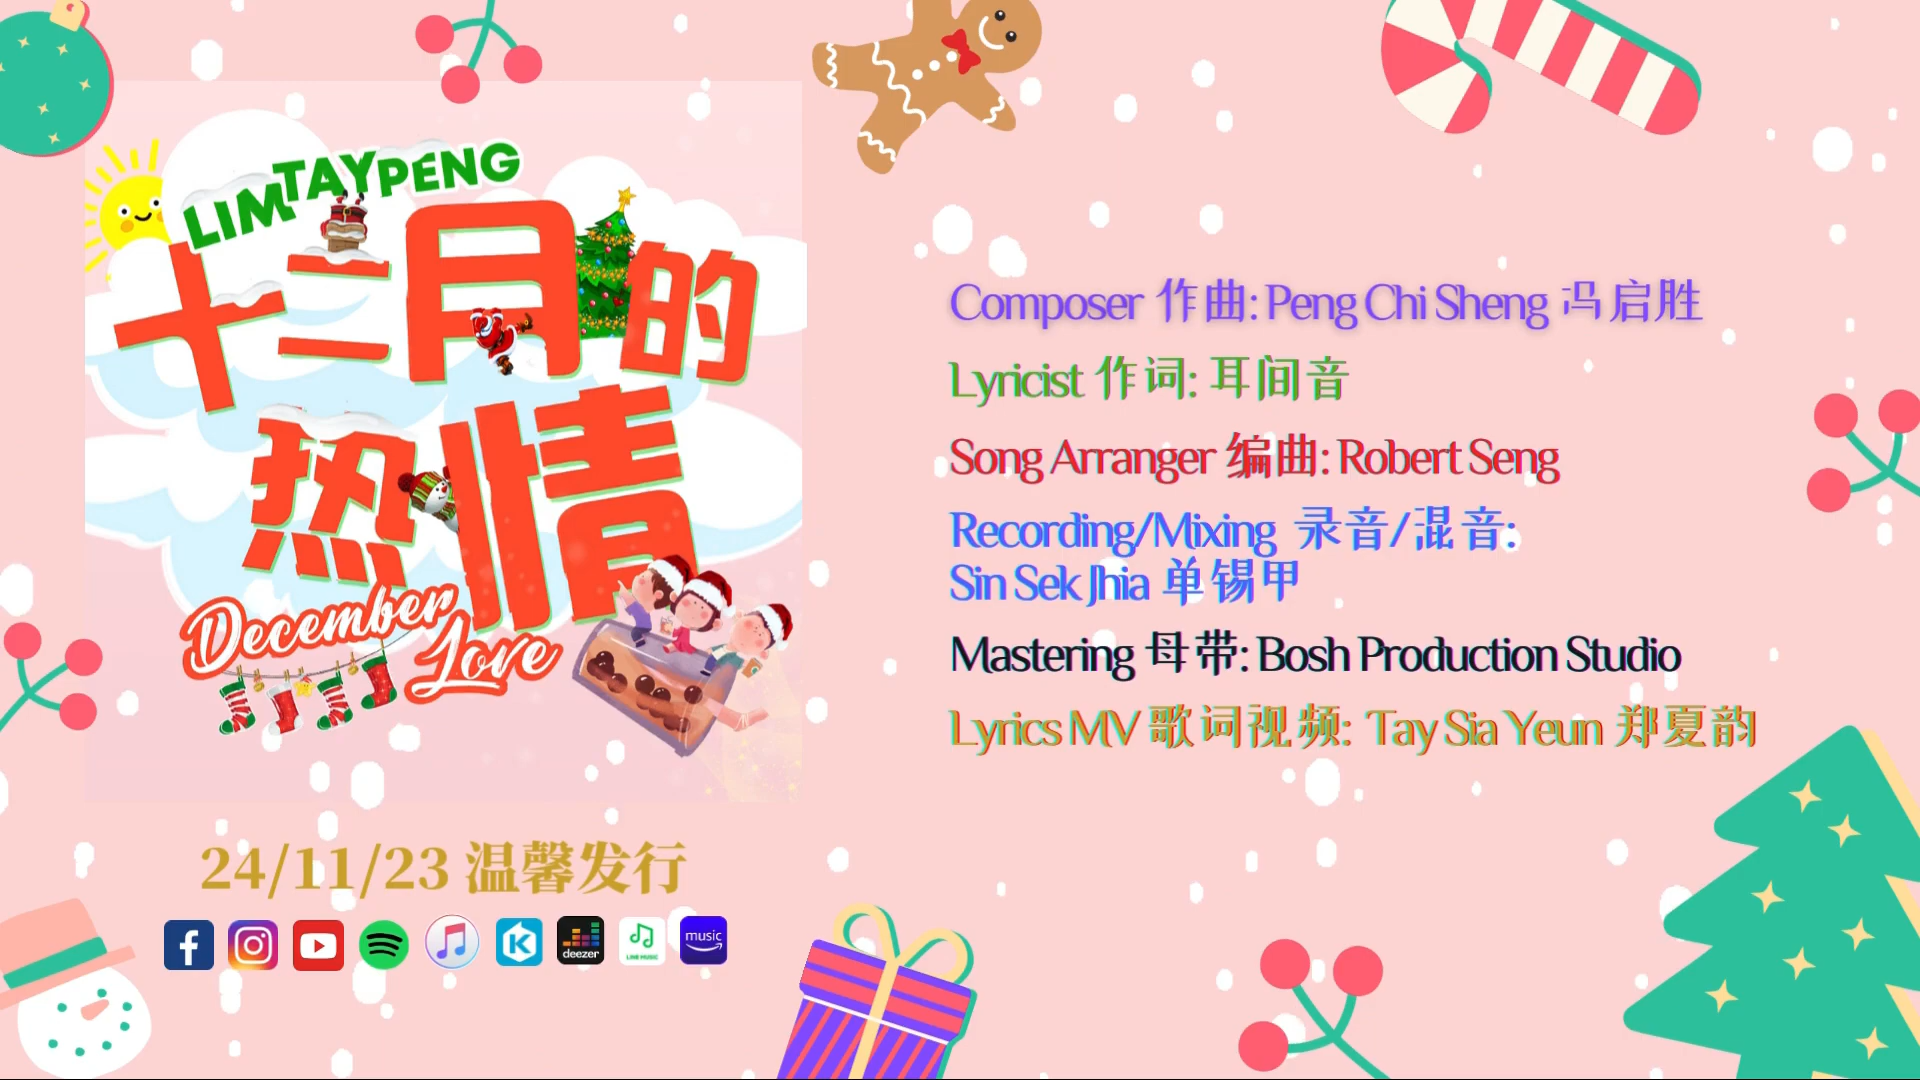 LIMTAYPENG
十二月的
热情
December
Love
24/11/23 温馨发行
deezer
LINE MUSIC
music
Composer 作曲: Peng Chi Sheng 冯启胜
Lyricist 作词: 耳间音
Song Arranger 编曲: Robert Seng
Recording/Mixing 录音/混音:
Sin Sek Jhia 单锡甲
Mastering 母带: Bosh Production Studio
Lyrics MV 歌词视频: Tay Sia Yeun 郑夏韵